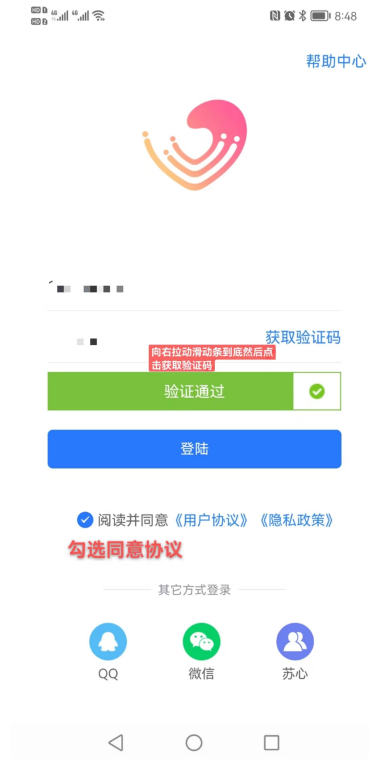 8:48
帮助中心
获取验证码
向右拉动滑动条到底然后点
击获取验证码
验证通过
登陆
阅读并同意《用户协议》《隐私政策》
勾选同意协议
其它方式登录
QQ
微信
苏心